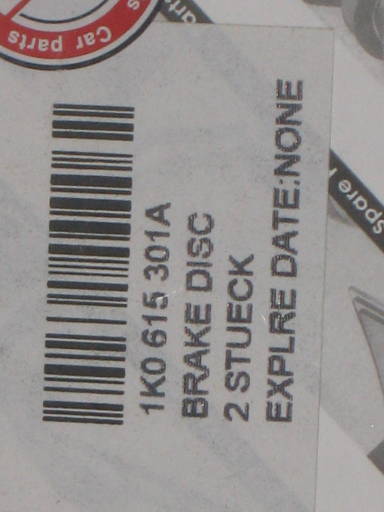 1K0 615 301A
BRAKE DISC
2 STUECK
EXPLRE DATE:NONE
Car parts
Spare